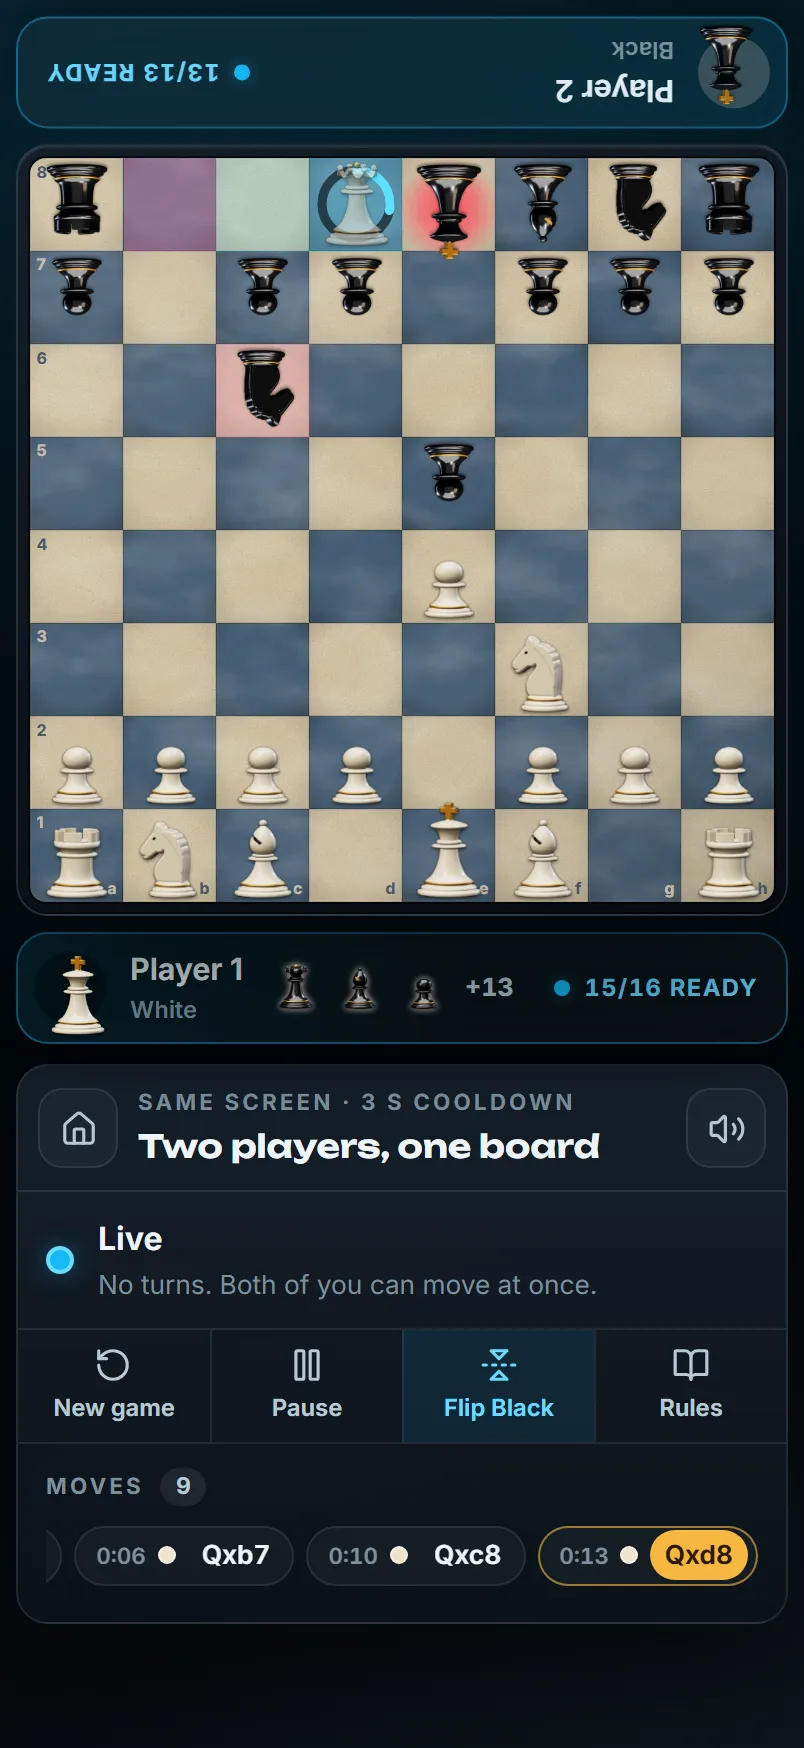 Player 2
Black
13/13 READY
8
7
6
5
4
3
2
1
a b c d e f g h
Player 1
White
+13
15/16 READY
SAME SCREEN · 3 S COOLDOWN
Two players, one board
Live
No turns. Both of you can move at once.
New game
Pause
Flip Black
Rules
MOVES 9
0:06 Qxb7
0:10 Qxc8
0:13 Qxd8